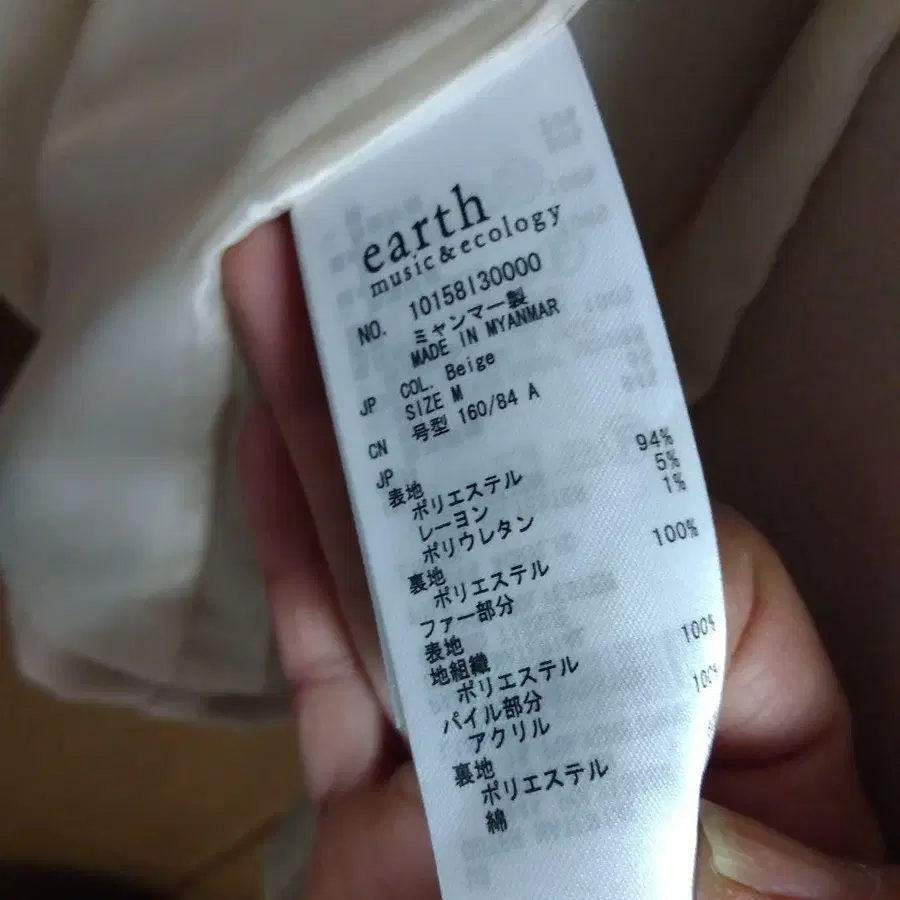 earth
music&ecology
NO. 10158I30000
ミャンマー製
MADE IN MYANMAR
JP COL. Beige
SIZE M
CN 号型 160/84 A
JP
表地
ポリエステル 94%
レーヨン 5%
ポリウレタン 1%
裏地
ポリエステル 100%
ファー部分
表地
地組織
ポリエステル 100%
パイル部分
アクリル 100%
裏地
ポリエステル
綿